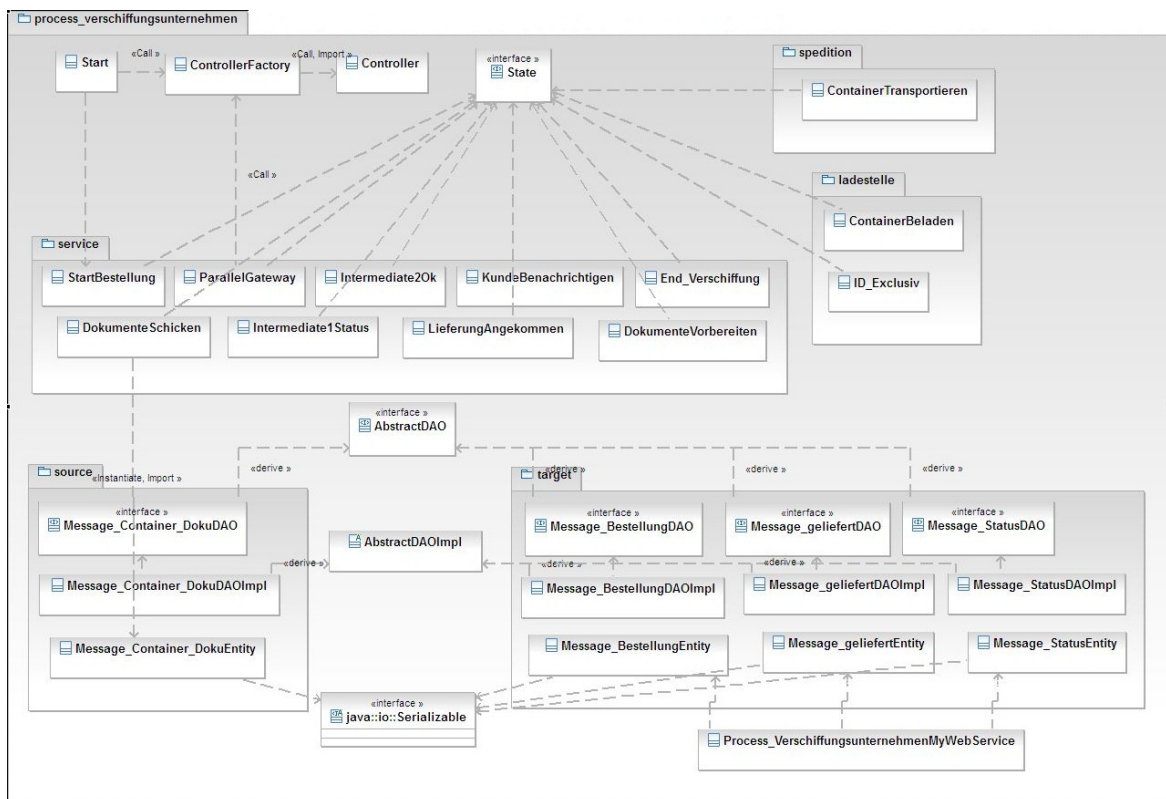 process_verschiffungsunternehmen
Start
«Call »
ControllerFactory
«Call, Import »
Controller
«interface »
State
spedition
ContainerTransportieren
«Call »
ladestelle
ContainerBeladen
ID_Exclusiv
service
StartBestellung
ParallelGateway
Intermediate2Ok
KundeBenachrichtigen
End_Verschiffung
DokumenteSchicken
Intermediate1Status
LieferungAngekommen
DokumenteVorbereiten
«interface »
AbstractDAO
source
«Instantiate, Import »
«derive »
target
«derive »
«derive »
«derive »
«interface »
Message_Container_DokuDAO
«interface »
Message_BestellungDAO
«interface »
Message_geliefertDAO
«interface »
Message_StatusDAO
AbstractDAOImpl
«derive »
«derive »
«derive »
Message_Container_DokuDAOImpl
Message_BestellungDAOImpl
Message_geliefertDAOImpl
Message_StatusDAOImpl
Message_Container_DokuEntity
Message_BestellungEntity
Message_geliefertEntity
Message_StatusEntity
«interface »
java::io::Serializable
Process_VerschiffungsunternehmenMyWebService